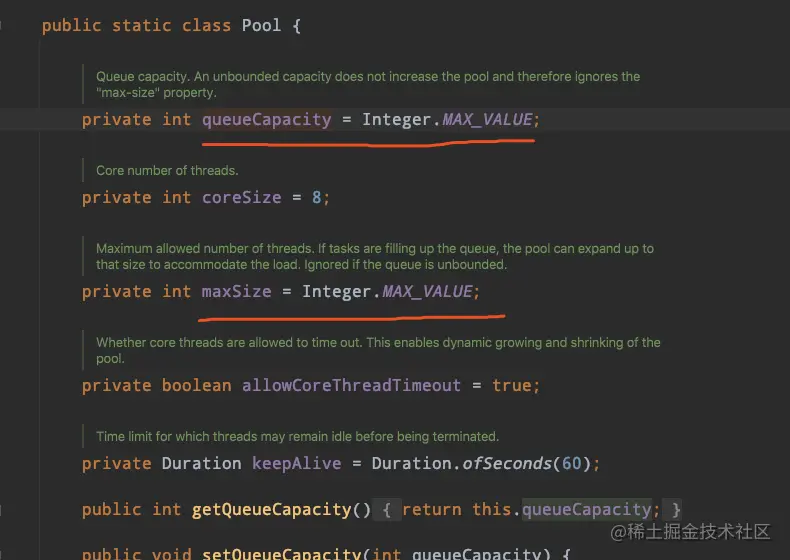 public static class Pool {
Queue capacity. An unbounded capacity does not increase the pool and therefore ignores the
"max-size" property.
private int queueCapacity = Integer.MAX_VALUE;
Core number of threads.
private int coreSize = 8;
Maximum allowed number of threads. If tasks are filling up the queue, the pool can expand up to
that size to accommodate the load. Ignored if the queue is unbounded.
private int maxSize = Integer.MAX_VALUE;
Whether core threads are allowed to time out. This enables dynamic growing and shrinking of the
pool.
private boolean allowCoreThreadTimeout = true;
Time limit for which threads may remain idle before being terminated.
private Duration keepAlive = Duration.ofSeconds(60);
public int getQueueCapacity() { return this.queueCapacity; }
@稀土掘金技术社区
public void setQueueCapacity(int queueCapacity) {